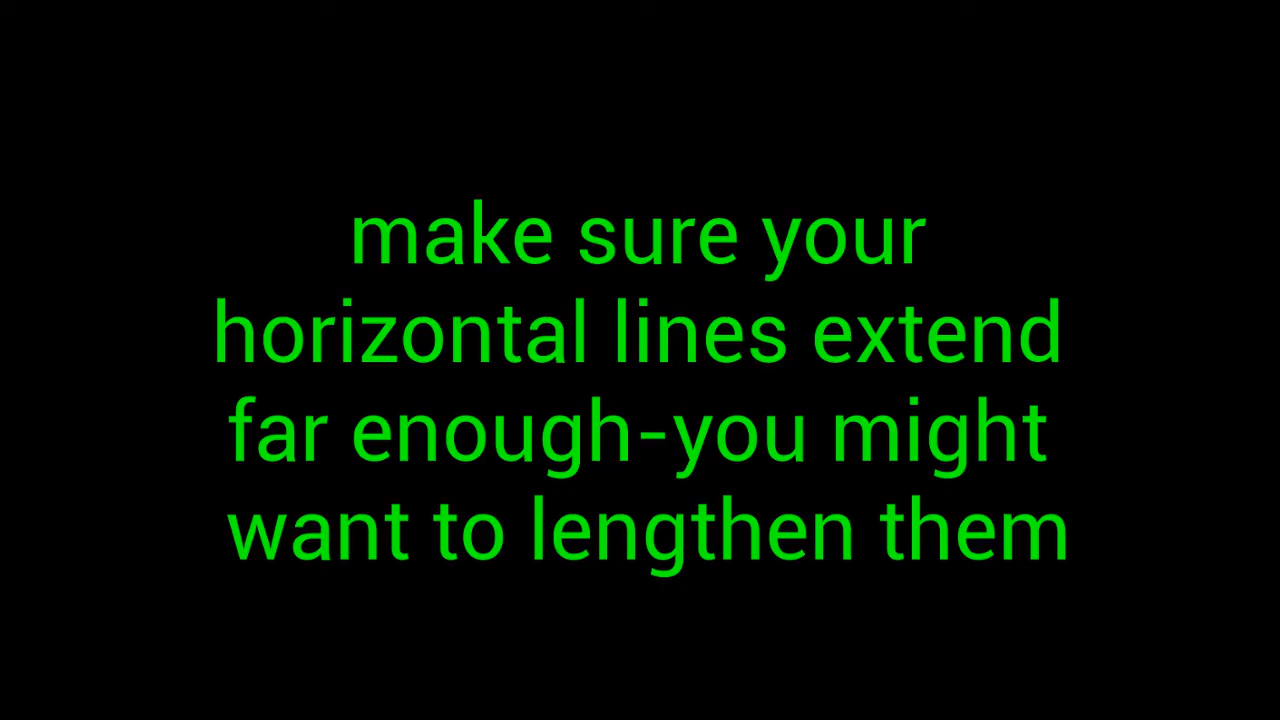 make sure your
horizontal lines extend
far enough-you might
want to lengthen them